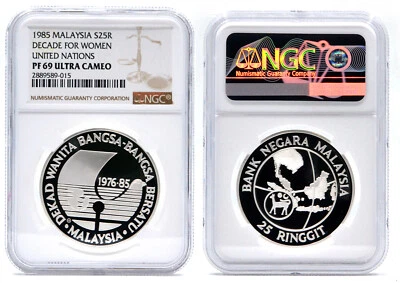 1985 MALAYSIA S25R
DECADE FOR WOMEN
UNITED NATIONS
PF 69 ULTRA CAMEO
2889589-015
NUMISMATIC GUARANTY COMPANY NGC
DEKAD WANITA BANGSA-BANGSA BERSATU
1976-85
• MALAYSIA •
NGC
Numismatic Guaranty Company
BANK NEGARA MALAYSIA
25 RINGGIT